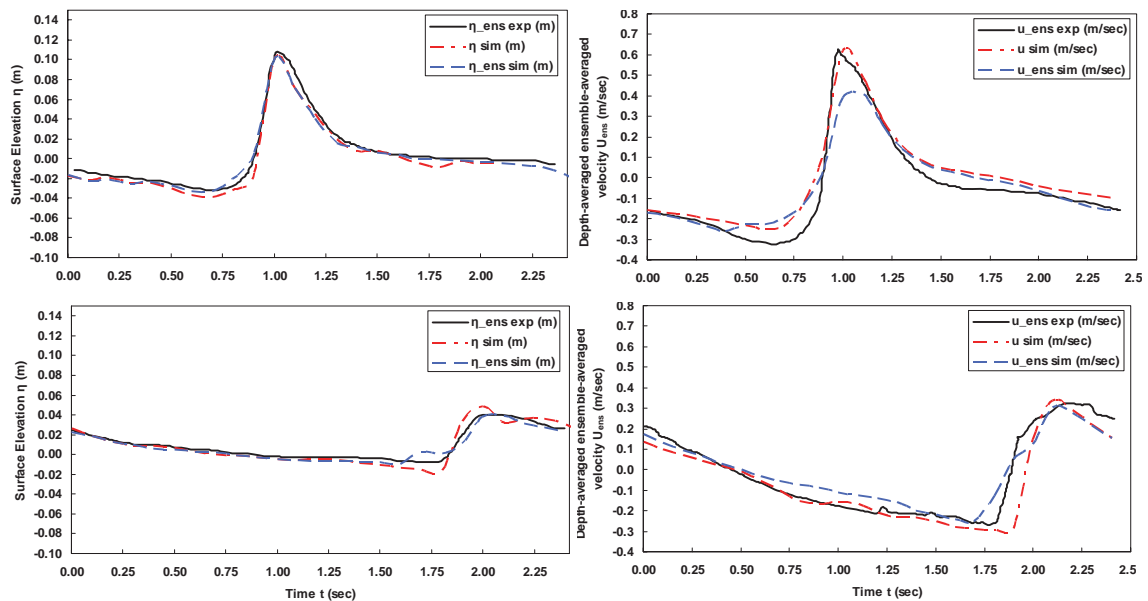 Surface Elevation η (m)
0.14
0.12
0.10
0.08
0.06
0.04
0.02
0.00
-0.02
-0.04
-0.06
-0.08
-0.10
η_ens exp (m)
η sim (m)
η_ens sim (m)
0.00 0.25 0.50 0.75 1.00 1.25 1.50 1.75 2.00 2.25
Depth-averaged ensemble-averaged
velocity Uens (m/sec)
0.8
0.7
0.6
0.5
0.4
0.3
0.2
0.1
0.0
-0.1
-0.2
-0.3
-0.4
u_ens exp (m/sec)
u sim (m/sec)
u_ens sim (m/sec)
0.00 0.25 0.50 0.75 1.00 1.25 1.50 1.75 2.00 2.25 2.5
Surface Elevation η (m)
0.14
0.12
0.10
0.08
0.06
0.04
0.02
0.00
-0.02
-0.04
-0.06
-0.08
-0.10
η_ens exp (m)
η sim (m)
η_ens sim (m)
0.00 0.25 0.50 0.75 1.00 1.25 1.50 1.75 2.00 2.25
Time t (sec)
Depth-averaged ensemble-averaged
velocity Uens (m/sec)
0.8
0.7
0.6
0.5
0.4
0.3
0.2
0.1
0.0
-0.1
-0.2
-0.3
-0.4
u_ens exp (m/sec)
u sim (m/sec)
u_ens sim (m/sec)
0.00 0.25 0.50 0.75 1.00 1.25 1.50 1.75 2.00 2.25 2.5
Time t (sec)